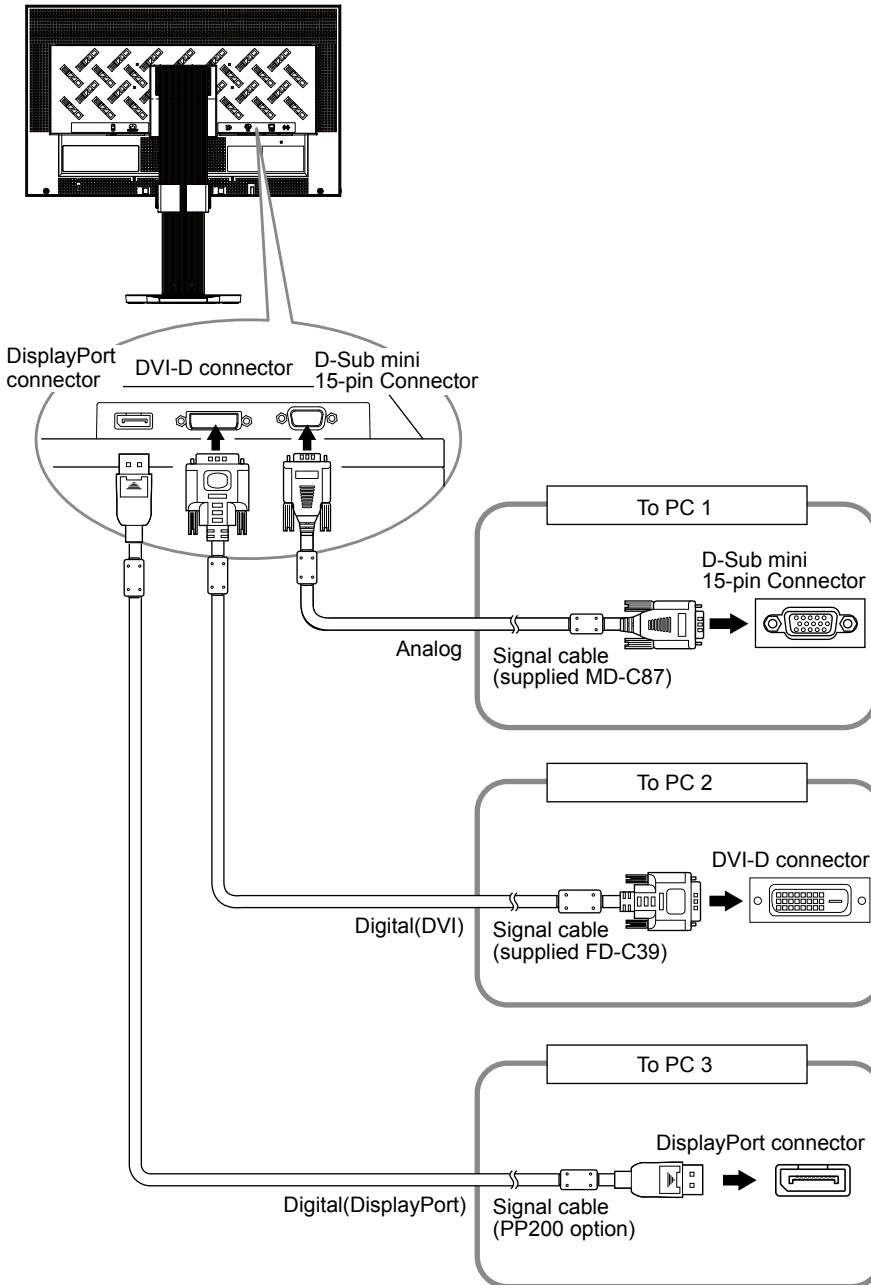 DisplayPort
connector
DVI-D connector
D-Sub mini
15-pin Connector
To PC 1
D-Sub mini
15-pin Connector
Analog
Signal cable
(supplied MD-C87)
To PC 2
DVI-D connector
Digital(DVI)
Signal cable
(supplied FD-C39)
To PC 3
DisplayPort connector
Digital(DisplayPort)
Signal cable
(PP200 option)